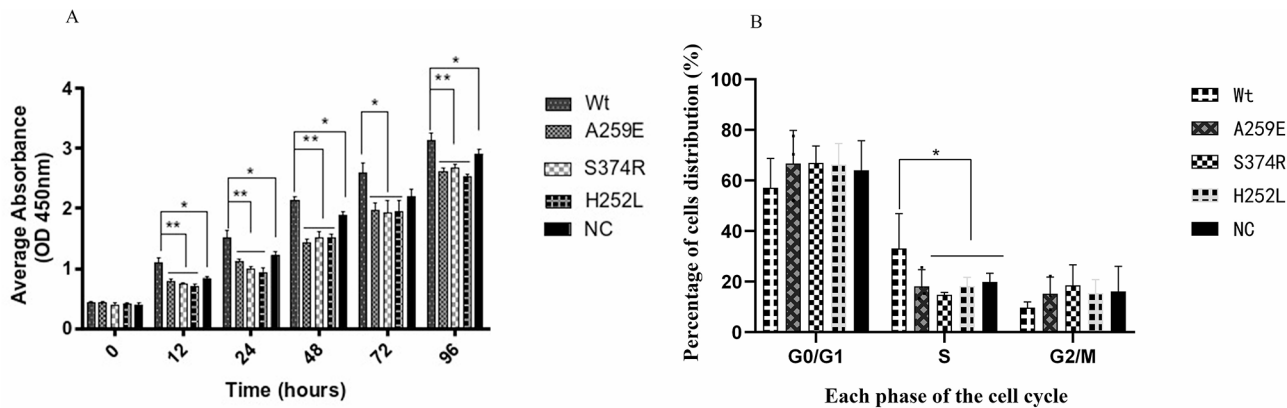 A
Average Absorbance
(OD 450nm)
4
3
2
1
0
*
**
*
**
*
**
*
*
**
*
0
12
24
48
72
96
Time (hours)
Wt
A259E
S374R
H252L
NC
B
Percentage of cells distribution (%)
100
80
60
40
20
0
*
G0/G1
S
G2/M
Each phase of the cell cycle
Wt
A259E
S374R
H252L
NC